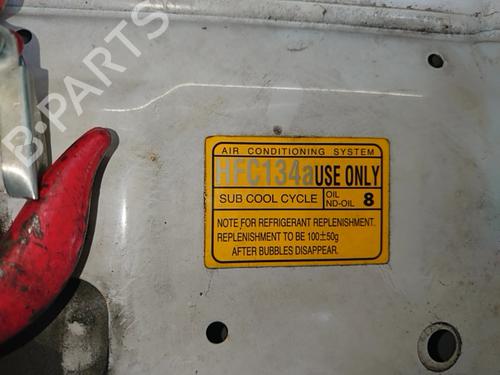 B-PARTS
AIR CONDITIONING SYSTEM
HFC134a USE ONLY
SUB COOL CYCLE OIL ND-OIL 8
NOTE FOR REFRIGERANT REPLENISHMENT.
REPLENISHMENT TO BE 100±50g
AFTER BUBBLES DISAPPEAR.